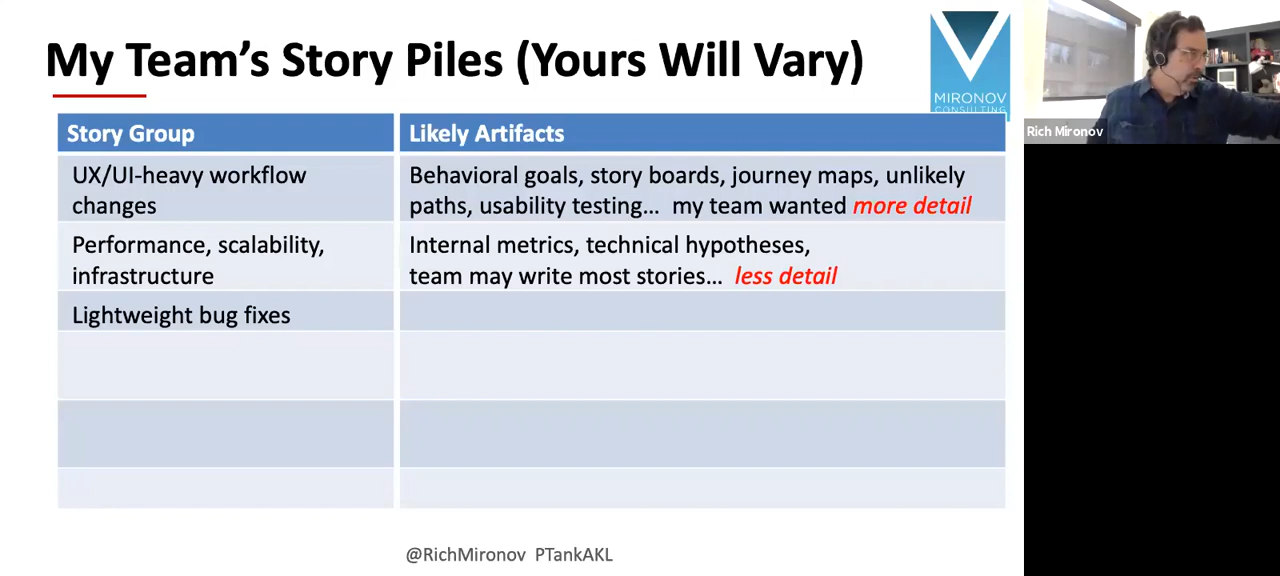 My Team's Story Piles (Yours Will Vary)
MIRONOV
CONSULTING
Rich Mironov
Story Group
Likely Artifacts
UX/UI-heavy workflow
changes
Behavioral goals, story boards, journey maps, unlikely
paths, usability testing… my team wanted more detail
Performance, scalability,
infrastructure
Internal metrics, technical hypotheses,
team may write most stories… less detail
Lightweight bug fixes
@RichMironov PTankAKL